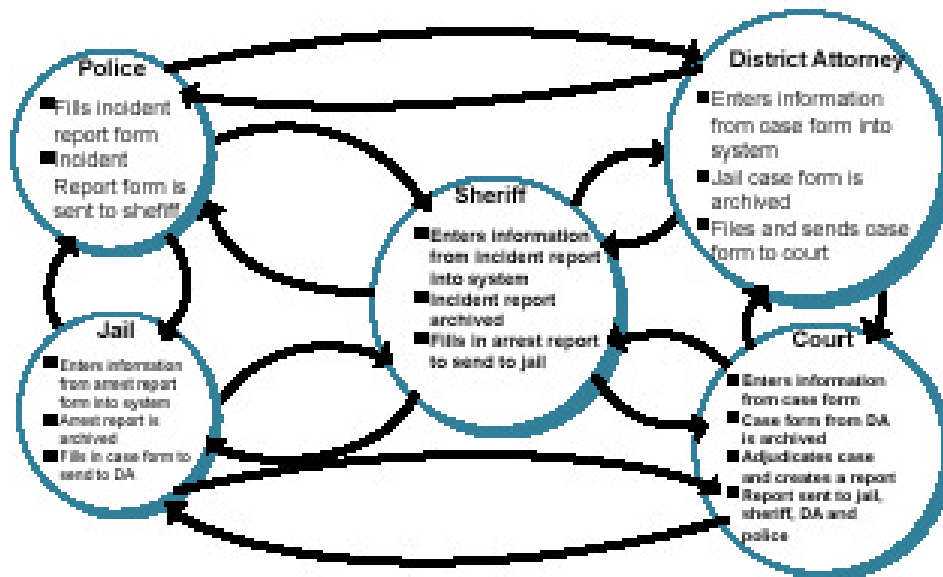 Police
Fills incident
report form
Incident
Report form is
sent to shefiff
District Attorney
Enters information
from case form into
system
Jail case form is
archived
Files and sends case
form to court
Sheriff
Enters information
from incident report
into system
Incident report
archived
Fills in arrest report
to send to jail
Jail
Enters information
from arrest report
form into system
Arrest report is
archived
Fills in case form to
send to DA
Court
Enters information
from case form
Case form from DA
is archived
Adjudicates case
and creates a report
Report sent to jail,
sheriff, DA and
police